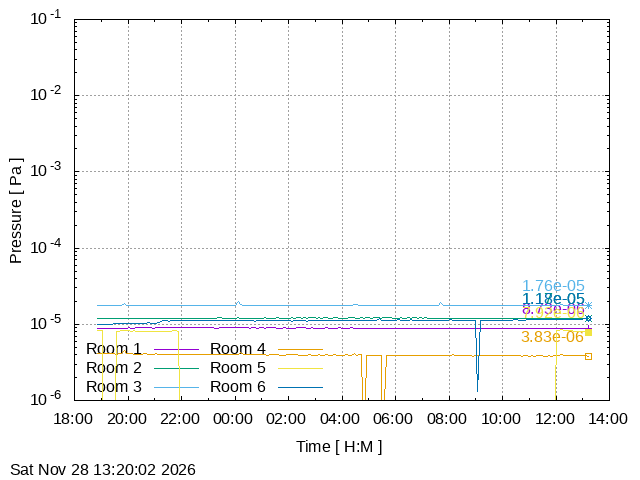 10^-1
10^-2
10^-3
10^-4
10^-5
10^-6
Pressure [ Pa ]
1.76e-05
1.18e-05
8.73e-06
3.83e-06
Room 1
Room 4
Room 2
Room 5
Room 3
Room 6
18:00 20:00 22:00 00:00 02:00 04:00 06:00 08:00 10:00 12:00 14:00
Time [ H:M ]
Sat Nov 28 13:20:02 2026